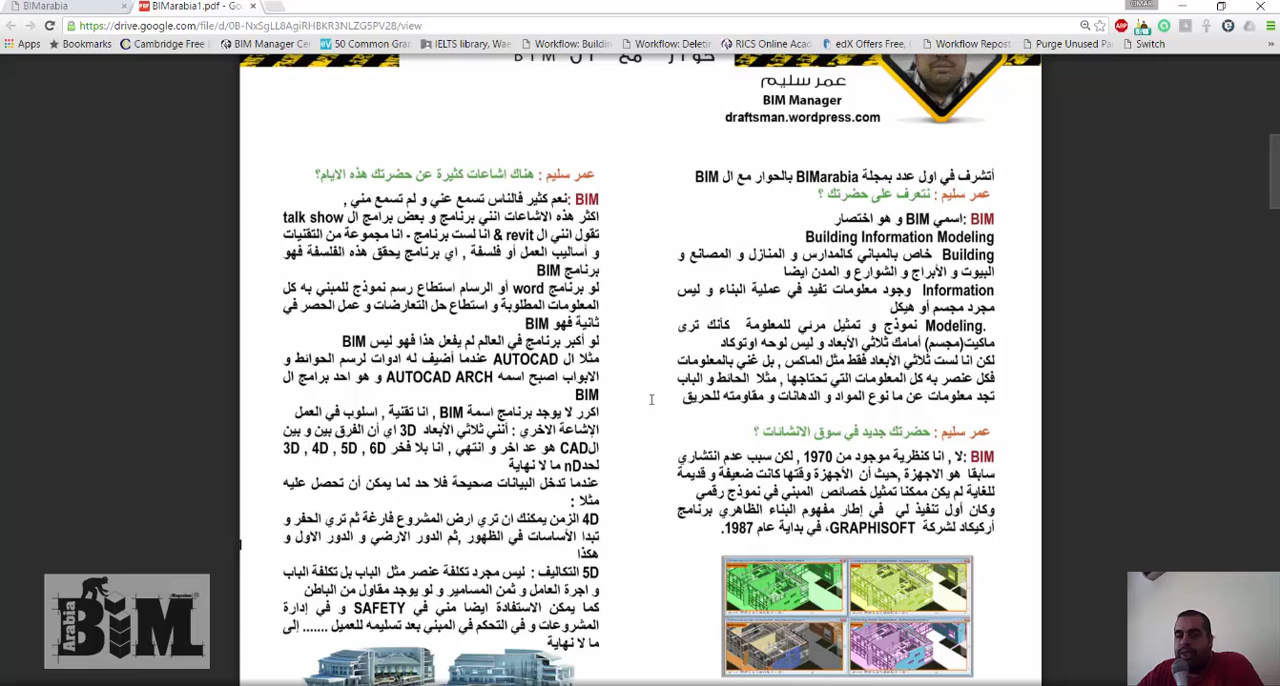 OMAR
BIMarabia
BIMarabia1.pdf - Go
https://drive.google.com/file/d/0B-NxSgLL8AgiRHBKR3NLZG5PV28/view
Apps
Bookmarks
Cambridge Free
BIM Manager Cer
50 Common Gran
IELTS library, Wae
Workflow: Buildin
Workflow: Deletin
RICS Online Acad
edX Offers Free,
Workflow Reposit
Purge Unused Pa
Switch
حوار مع ال BIM
عمر سليم
BIM Manager
draftsman.wordpress.com
أتشرف في اول عدد بمجلة BIMarabia بالحوار مع ال BIM
عمر سليم : نتعرف على حضرتك ؟
BIM :اسمي BIM و هو اختصار
Building Information Modeling
Building خاص بالمباني كالمدارس و المنازل و المصانع و
البيوت و الأبراج و الشوارع و المدن ايضا
Information وجود معلومات تفيد في عملية البناء و ليس
مجرد مجسم أو هيكل
Modeling. نموذج و تمثيل مرئي للمعلومة كأنك ترى
ماكيت(مجسم) أمامك ثلاثي الأبعاد و ليس لوحه اوتوكاد
لكن انا لست ثلاثي الأبعاد فقط مثل الماكس , بل غني بالمعلومات
فكل عنصر به كل المعلومات التي تحتاجها , مثلا الحائط و الباب
تجد معلومات عن ما نوع المواد و الدهانات و مقاومته للحريق
عمر سليم : حضرتك جديد في سوق الانشائات ؟
BIM :لا , انا كنظرية موجود من 1970 , لكن سبب عدم انتشاري
سابقا هو الاجهزة ,حيث أن الأجهزة وقتها كانت ضعيفة و قديمة
للغاية لم يكن ممكنا تمثيل خصائص المبني في نموذج رقمي
وكان أول تنفيذ لي في إطار مفهوم البناء الظاهري برنامج
أركيكاد لشركة GRAPHISOFT، في بداية عام 1987.
عمر سليم : هناك اشاعات كثيرة عن حضرتك هذه الايام؟
BIM :نعم كثير فالناس تسمع عني و لم تسمع مني ,
اكثر هذه الاشاعات انني برنامج و بعض برامج ال talk show
تقول انني ال revit & انا لست برنامج - انا مجموعة من التقنيات
و أساليب العمل أو فلسفة , اي برنامج يحقق هذه الفلسفة فهو
برنامج BIM
لو برنامج word أو الرسام استطاع رسم نموذج للمبني به كل
المعلومات المطلوبة و استطاع حل التعارضات و عمل الحصر في
ثانية فهو BIM
لو أكبر برنامج في العالم لم يفعل هذا فهو ليس BIM
مثلا ال AUTOCAD عندما أضيف له ادوات لرسم الحوائط و
الابواب اصبح اسمه AUTOCAD ARCH و هو احد برامج ال
BIM
اكرر لا يوجد برنامج اسمة BIM , انا تقنية , اسلوب في العمل
الإشاعة الاخري : أنني ثلاثي الأبعاد 3D اي أن الفرق بين و بين
الCAD هو عد اخر و انتهي , انا بلا فخر 3D , 4D , 5D , 6D
لحدnD ما لا نهاية
عندما تدخل البيانات صحيحة فلا حد لما يمكن أن تحصل عليه
مثلا :
4D الزمن يمكنك ان تري ارض المشروع فارغة ثم تري الحفر و
تبدا الأساسات في الظهور ,ثم الدور الارضي و الدور الاول و
هكذا
5D التكاليف : ليس مجرد تكلفة عنصر مثل الباب بل تكلفة الباب
و اجرة العامل و ثمن المسامير و لو يوجد مقاول من الباطن
كما يمكن الاستفادة ايضا مني في SAFETY و في إدارة
المشروعات و في التحكم في المبني بعد تسليمه للعميل ....... إلى
ما لا نهاية
Arabia
BIM